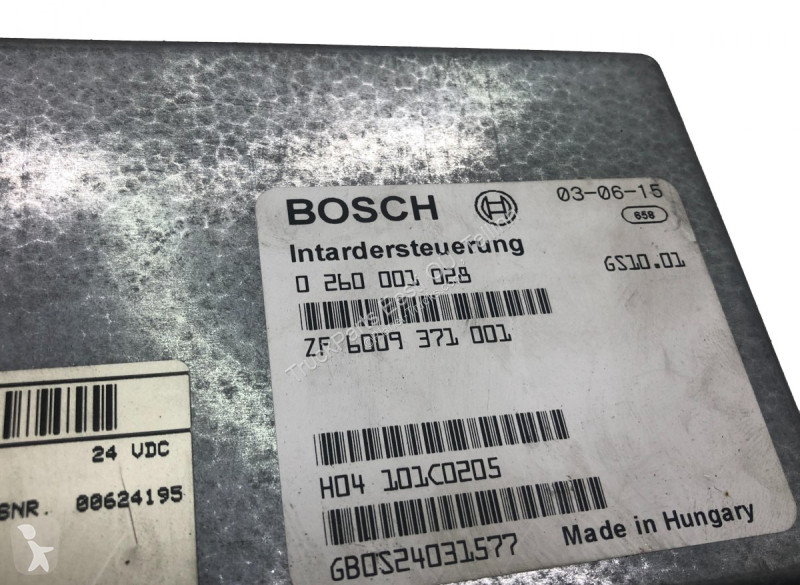 BOSCH
03-06-15
658
Intardersteuerung
0 260 001 028
GS10.01
ZF 6009 371 001
H04 101C0205
GB0S24031577
Made in Hungary
24 VDC
SNR. 00624195